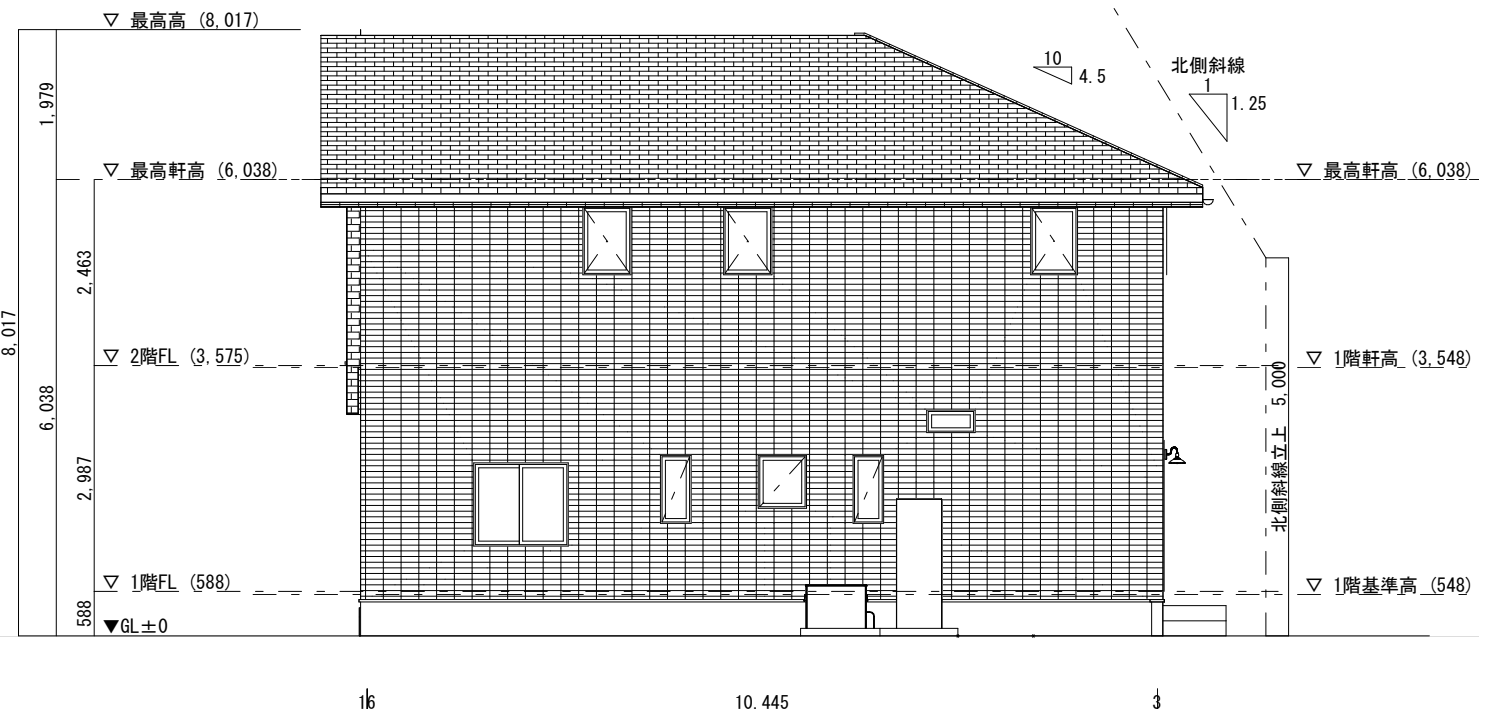 ▽ 最高高 (8,017)
10
4.5
北側斜線
1
1.25
1,979
▽ 最高軒高 (6,038)
▽ 最高軒高 (6,038)
2,463
8,017
▽ 2階FL (3,575)
▽ 1階軒高 (3,548)
6,038
北側斜線立上 5,000
2,987
▽ 1階FL (588)
▽ 1階基準高 (548)
588
▼GL±0
16
10.445
3